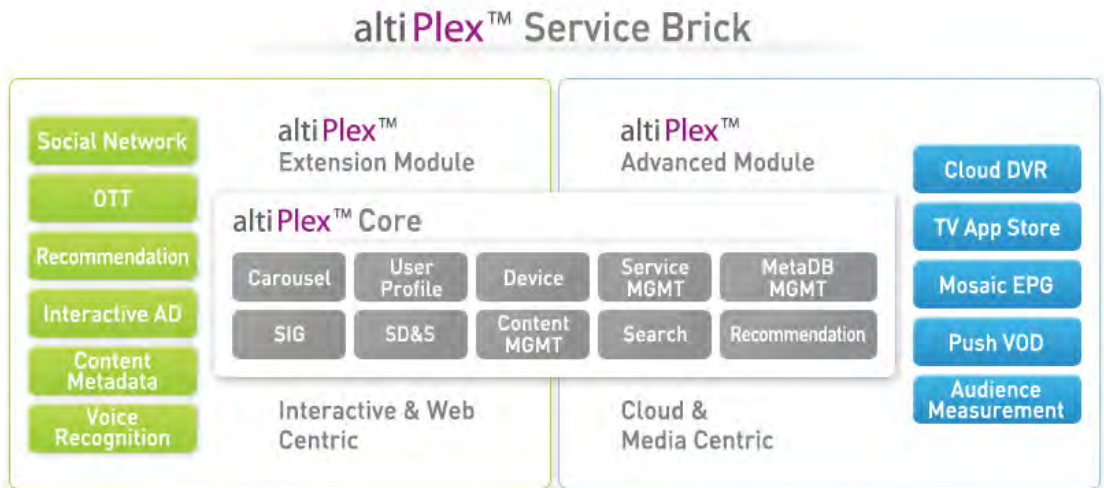 altiPlex™ Service Brick
Social Network
OTT
Recommendation
Interactive AD
Content
Metadata
Voice
Recognition
altiPlex™
Extension Module
altiPlex™
Advanced Module
altiPlex™ Core
Carousel
User
Profile
Device
Service
MGMT
MetaDB
MGMT
SIG
SD&S
Content
MGMT
Search
Recommendation
Interactive & Web
Centric
Cloud &
Media Centric
Cloud DVR
TV App Store
Mosaic EPG
Push VOD
Audience
Measurement